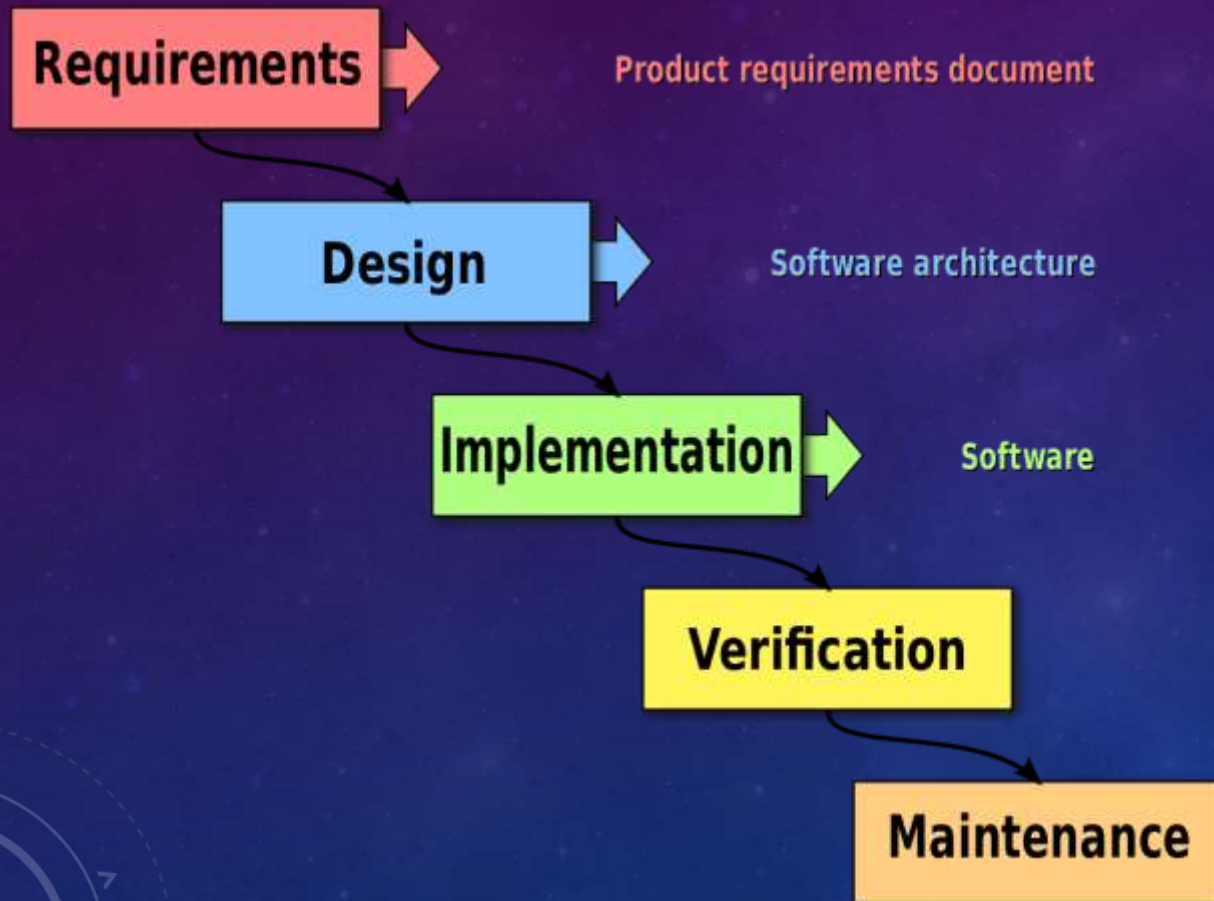 Requirements
Product requirements document
Design
Software architecture
Implementation
Software
Verification
Maintenance